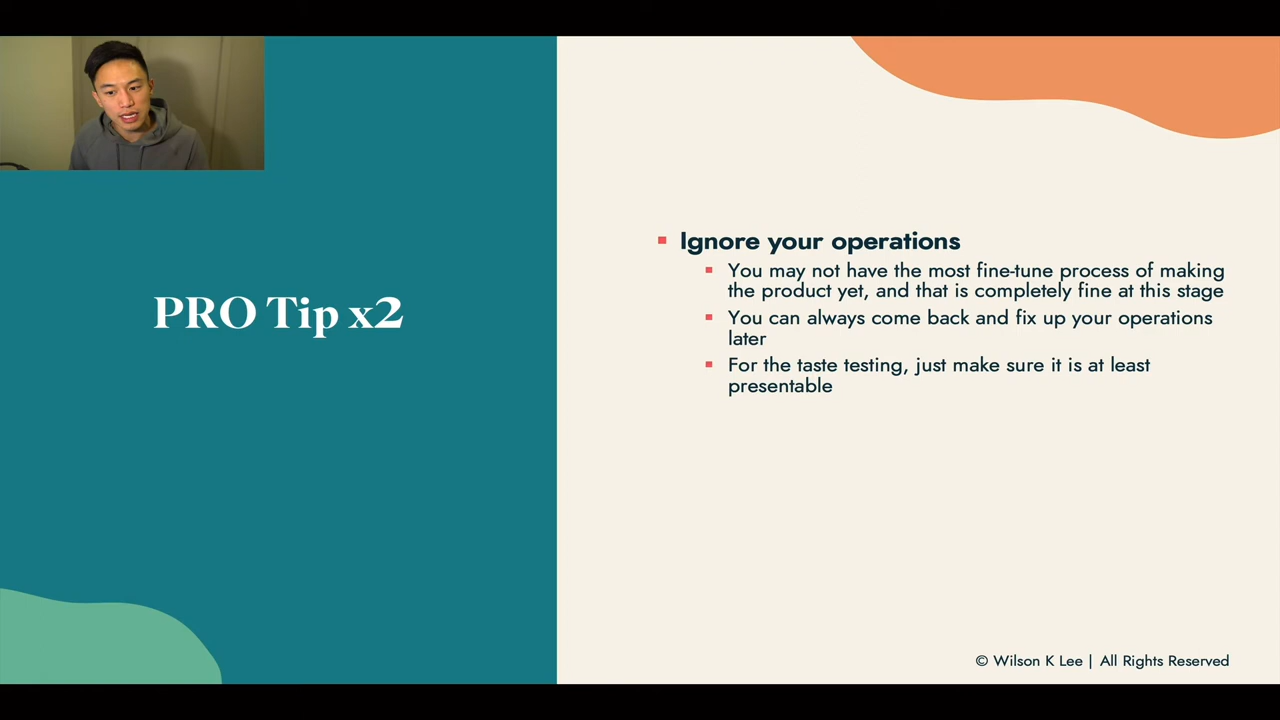 PRO Tip x2
Ignore your operations
You may not have the most fine-tune process of making
the product yet, and that is completely fine at this stage
You can always come back and fix up your operations
later
For the taste testing, just make sure it is at least
presentable
© Wilson K Lee | All Rights Reserved